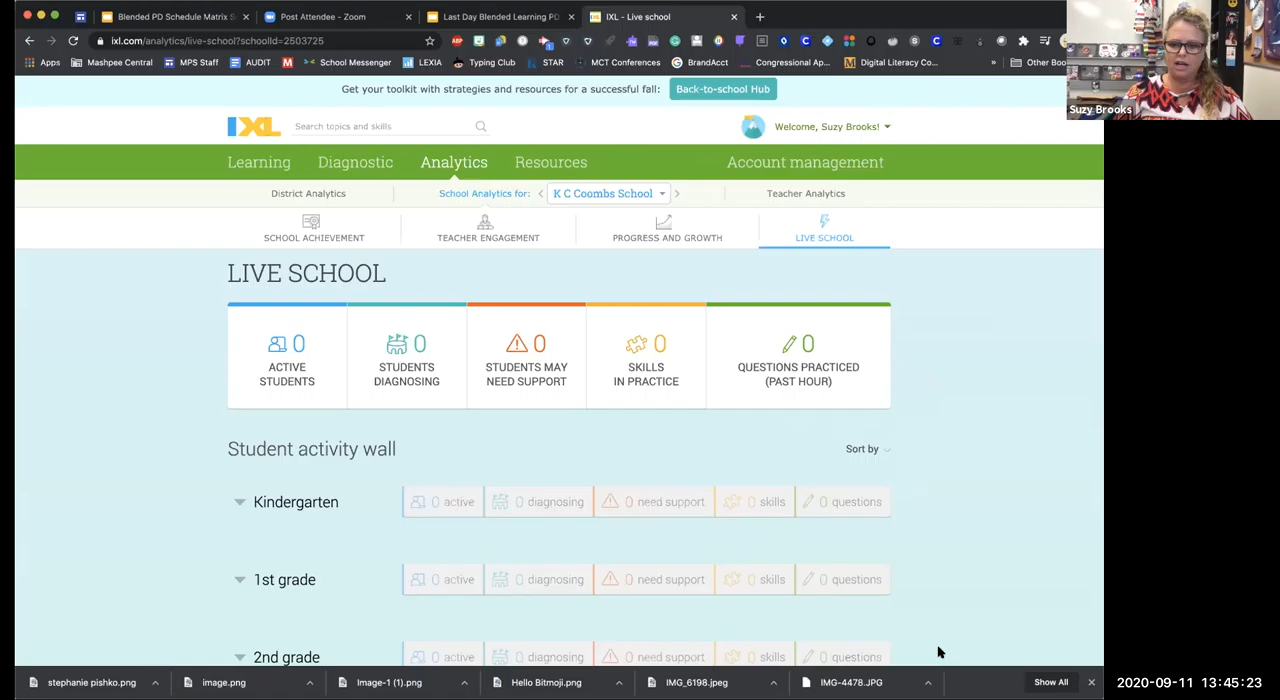 Blended PD Schedule Matrix S
Post Attendee - Zoom
Last Day Blended Learning PD
IXL - Live school
ixl.com/analytics/live-school?schoolId=2503725
Apps
Mashpee Central
MPS Staff
AUDIT
School Messenger
LEXIA
Typing Club
STAR
MCT Conferences
BrandAcct
Congressional Ap...
Digital Literacy Co...
»
Other Boo
Suzy Brooks
Get your toolkit with strategies and resources for a successful fall:
Back-to-school Hub
IXL
Search topics and skills
Welcome, Suzy Brooks!
Learning
Diagnostic
Analytics
Resources
Account management
District Analytics
School Analytics for:
K C Coombs School
Teacher Analytics
SCHOOL ACHIEVEMENT
TEACHER ENGAGEMENT
PROGRESS AND GROWTH
LIVE SCHOOL
LIVE SCHOOL
0
ACTIVE
STUDENTS
0
STUDENTS
DIAGNOSING
0
STUDENTS MAY
NEED SUPPORT
0
SKILLS
IN PRACTICE
0
QUESTIONS PRACTICED
(PAST HOUR)
Student activity wall
Sort by
Kindergarten
0 active
0 diagnosing
0 need support
0 skills
0 questions
1st grade
0 active
0 diagnosing
0 need support
0 skills
0 questions
2nd grade
0 active
0 diagnosing
0 need support
0 skills
0 questions
stephanie pishko.png
image.png
Image-1 (1).png
Hello Bitmoji.png
IMG_6198.jpeg
IMG-4478.JPG
Show All
2020-09-11 13:45:23